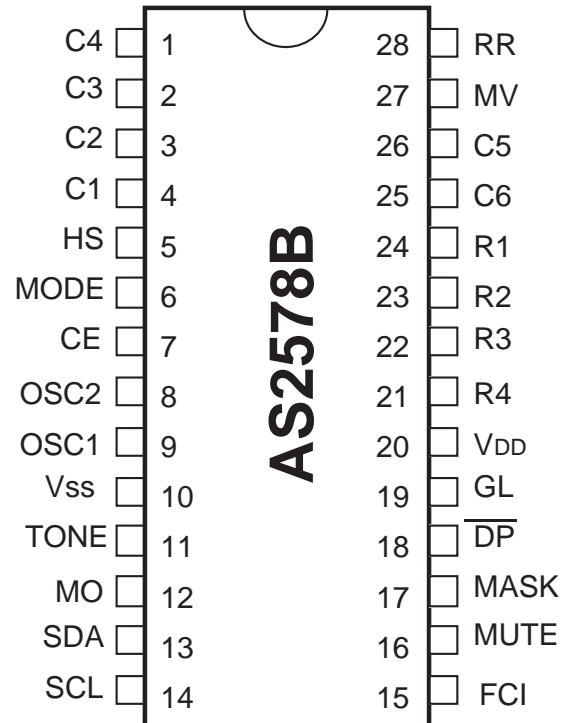 C4 1 28 RR
C3 2 27 MV
C2 3 26 C5
C1 4 25 C6
HS 5 24 R1
MODE 6 23 R2
CE 7 22 R3
OSC2 8 21 R4
OSC1 9 20 VDD
Vss 10 19 GL
TONE 11 18 D̅P̅
MO 12 17 MASK
SDA 13 16 MUTE
SCL 14 15 FCI
AS2578B